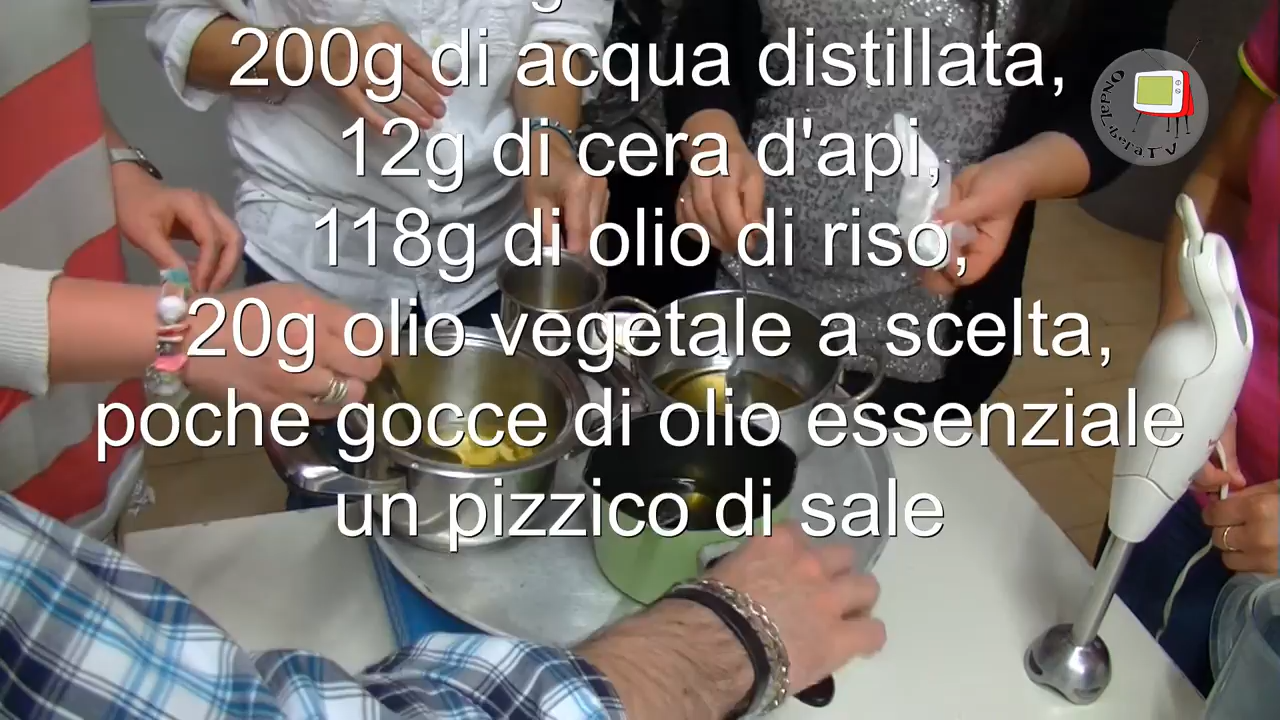 200g di acqua distillata,
12g di cera d'api,
118g di olio di riso,
20g olio vegetale a scelta,
poche gocce di olio essenziale
un pizzico di sale
OndaLiberaTV